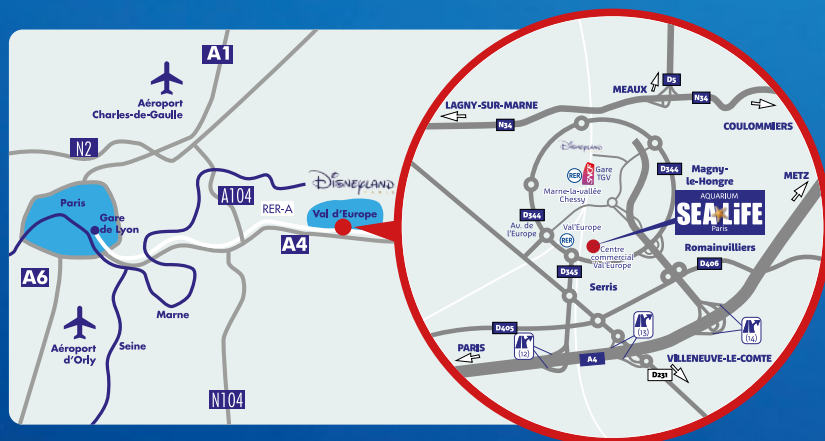 A1
Aéroport
Charles-de-Gaulle
N2
Paris
Gare
de Lyon
A104
DISNEYLAND
PARIS
RER-A
Val d'Europe
A4
A6
Marne
Aéroport
d'Orly
Seine
N104
D5
MEAUX
LAGNY-SUR-MARNE
N34
N34
COULOMMIERS
DISNEYLAND
RER
SNCF
Gare
TGV
Marne-la-vallée
Chessy
D344
Magny-
le-Hongre
METZ
AQUARIUM
SEA LIFE
Paris
D344
Av. de
l'Europe
Val'Europe
RER
Centre
commercial
Val Europe
Romainvilliers
D406
D345
Serris
D405
(12)
(13)
(14)
PARIS
A4
VILLENEUVE-LE-COMTE
D231